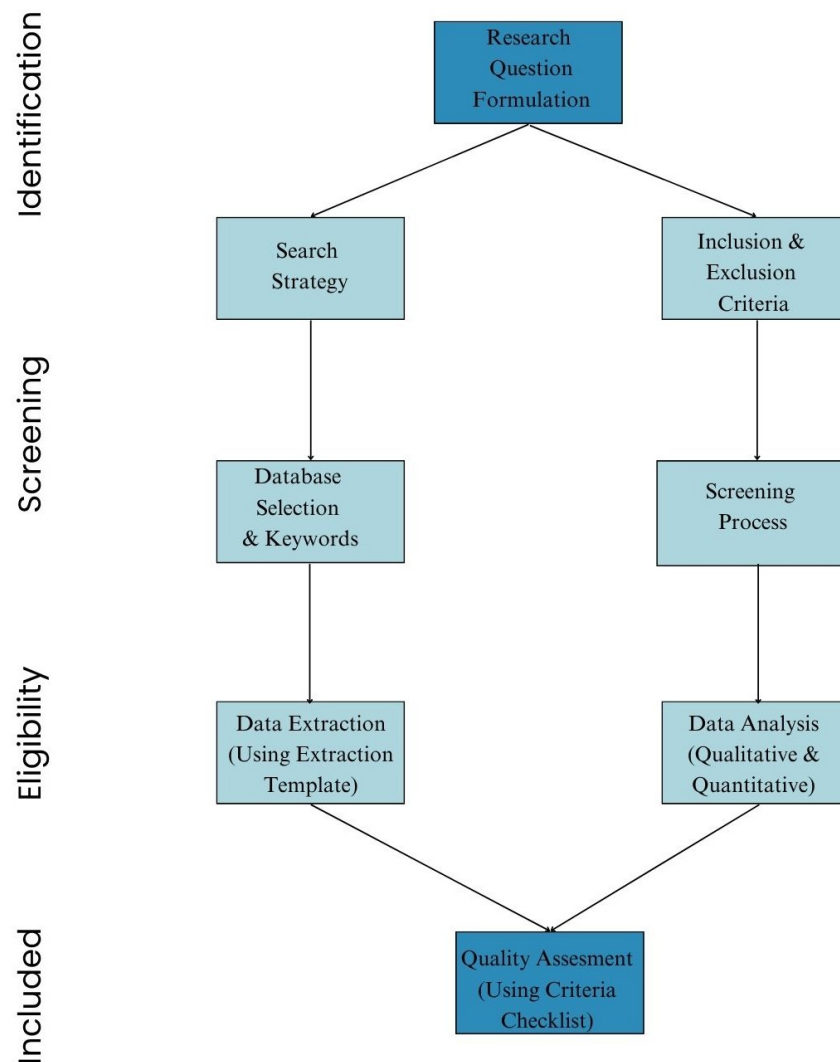 Identification
Research
Question
Formulation
Search
Strategy
Inclusion &
Exclusion
Criteria
Screening
Database
Selection
& Keywords
Screening
Process
Eligibility
Data Extraction
(Using Extraction
Template)
Data Analysis
(Qualitative &
Quantitative)
Included
Quality Assesment
(Using Criteria
Checklist)